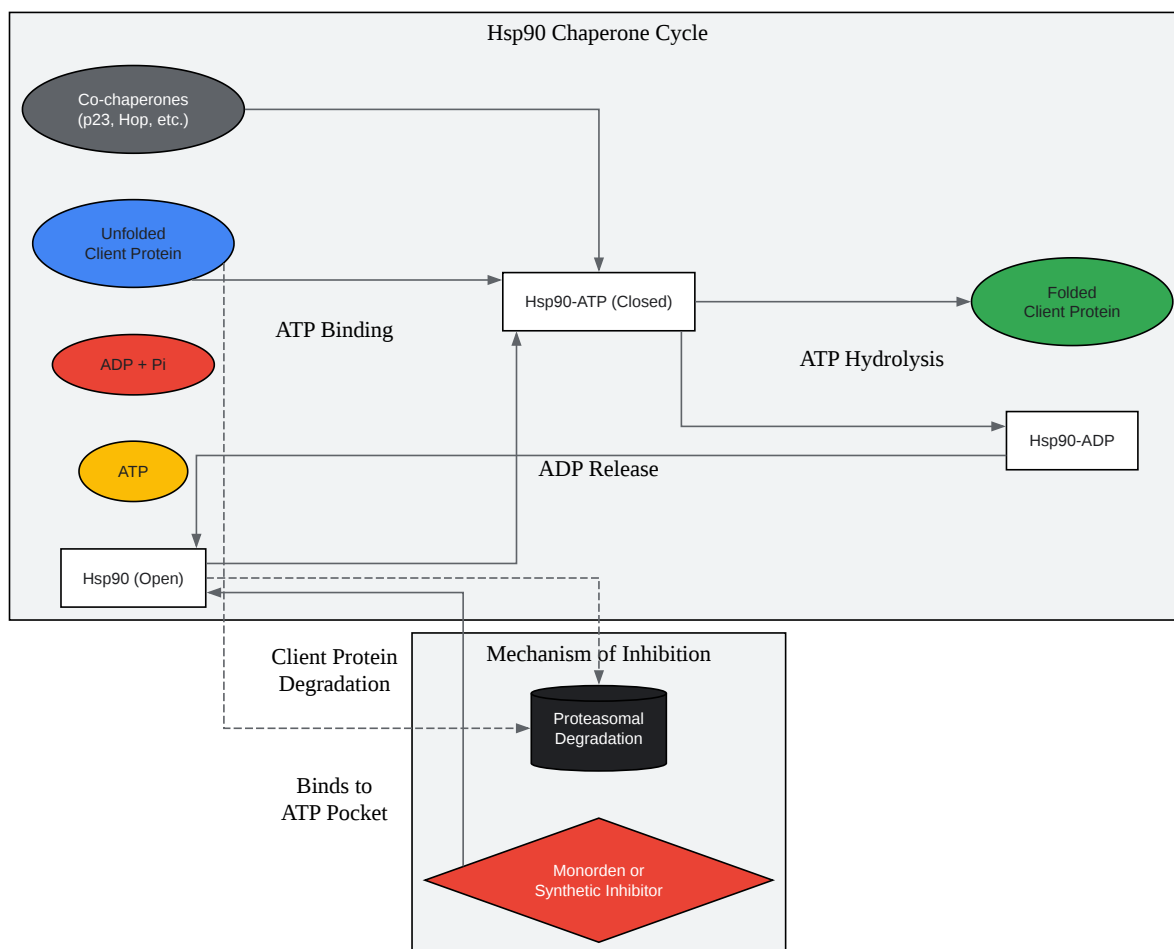 Hsp90 Chaperone Cycle
Co-chaperones
(p23, Hop, etc.)
Unfolded
Client Protein
Hsp90-ATP (Closed)
Folded
Client Protein
ATP Binding
ADP + Pi
ATP Hydrolysis
Hsp90-ADP
ATP
ADP Release
Hsp90 (Open)
Client Protein
Degradation
Mechanism of Inhibition
Proteasomal
Degradation
Binds to
ATP Pocket
Monorden or
Synthetic Inhibitor